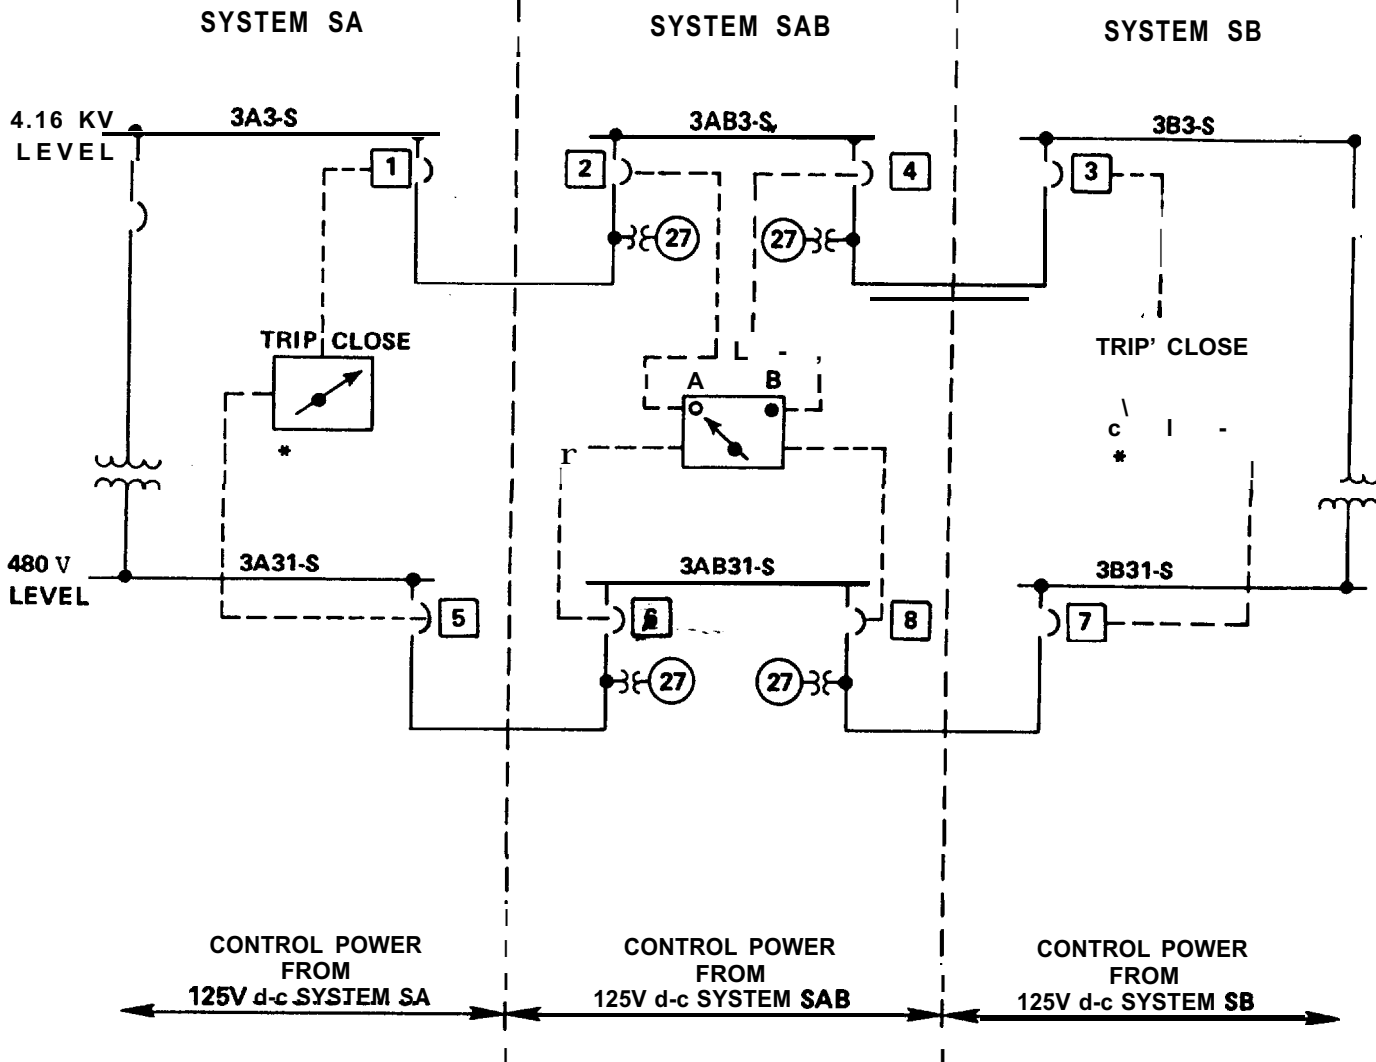 SYSTEM SA
SYSTEM SAB
SYSTEM SB
4.16 KV
LEVEL
3A3-S
3AB3-S
3B3-S
1
2
4
3
27
27
TRIP CLOSE
TRIP' CLOSE
A B
*
*
480 V
LEVEL
3A31-S
3AB31-S
3B31-S
5
6
8
7
27
27
CONTROL POWER
FROM
125V d-c SYSTEM SA
CONTROL POWER
FROM
125V d-c SYSTEM SAB
CONTROL POWER
FROM
125V d-c SYSTEM SB